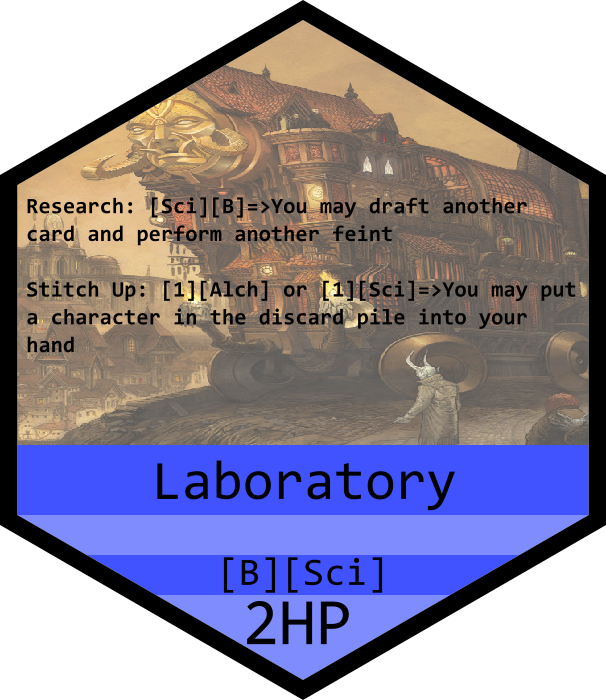 Research: [Sci][B]=>You may draft another
card and perform another feint
Stitch Up: [1][Alch] or [1][Sci]=>You may put
a character in the discard pile into your
hand
Laboratory
[B][Sci]
2HP